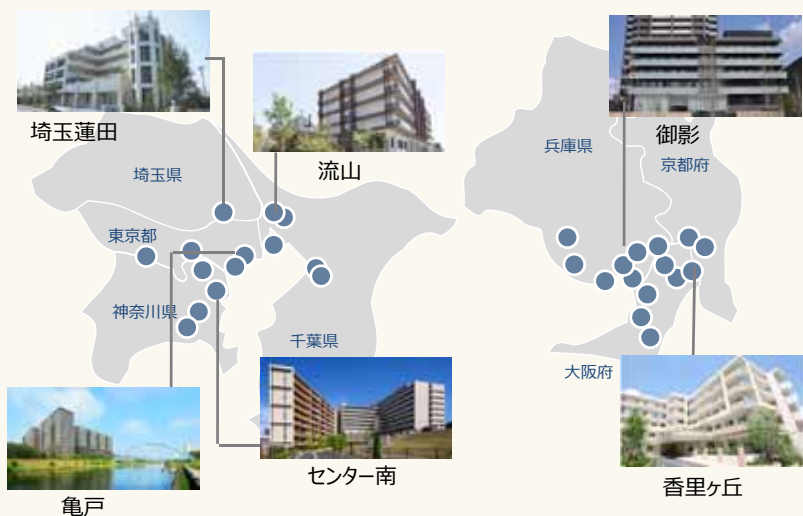 埼玉蓮田
流山
御影
埼玉県
兵庫県
京都府
東京都
神奈川県
千葉県
大阪府
亀戸
センター南
香里ヶ丘